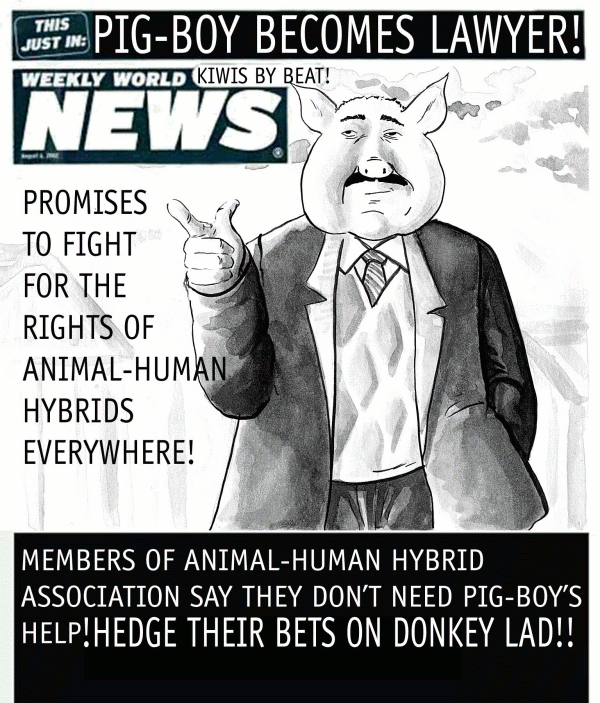 THIS
JUST IN:
PIG-BOY BECOMES LAWYER!
WEEKLY WORLD
KIWIS BY BEAT!
NEWS
PROMISES
TO FIGHT
FOR THE
RIGHTS OF
ANIMAL-HUMAN
HYBRIDS
EVERYWHERE!
MEMBERS OF ANIMAL-HUMAN HYBRID
ASSOCIATION SAY THEY DON'T NEED PIG-BOY'S
HELP!HEDGE THEIR BETS ON DONKEY LAD!!